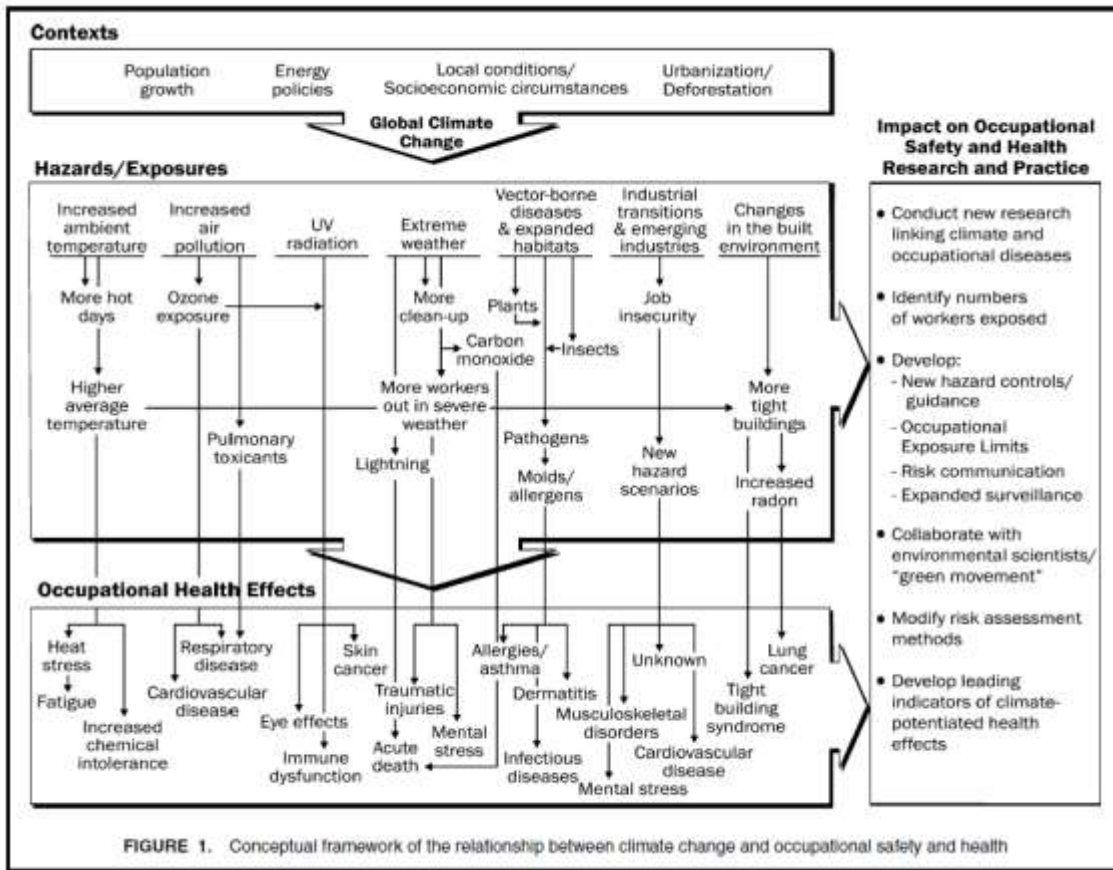 Contexts
Population
growth
Energy
policies
Local conditions/
Socioeconomic circumstances
Urbanization/
Deforestation
Global Climate
Change
Hazards/Exposures
Increased
ambient
temperature
Increased
air
pollution
UV
radiation
Extreme
weather
Vector-borne
diseases
& expanded
habitats
Industrial
transitions
& emerging
industries
Changes
in the built
environment
More hot
days
Ozone
exposure
More
clean-up
Plants
Job
insecurity
Carbon
monoxide
Insects
Higher
average
temperature
More workers
out in severe
weather
More
tight
buildings
Pulmonary
toxicants
Lightning
Pathogens
Molds/
allergens
New
hazard
scenarios
Increased
radon
Occupational Health Effects
Heat
stress
Fatigue
Increased
chemical
intolerance
Respiratory
disease
Cardiovascular
disease
Skin
cancer
Eye effects
Immune
dysfunction
Traumatic
injuries
Acute
death
Mental
stress
Allergies/
asthma
Dermatitis
Infectious
diseases
Unknown
Musculoskeletal
disorders
Cardiovascular
disease
Mental stress
Lung
cancer
Tight
building
syndrome
Impact on Occupational
Safety and Health
Research and Practice
• Conduct new research
linking climate and
occupational diseases
• Identify numbers
of workers exposed
• Develop:
- New hazard controls/
guidance
- Occupational
Exposure Limits
- Risk communication
- Expanded surveillance
• Collaborate with
environmental scientists/
“green movement”
• Modify risk assessment
methods
• Develop leading
indicators of climate-
potentiated health
effects
FIGURE 1. Conceptual framework of the relationship between climate change and occupational safety and health